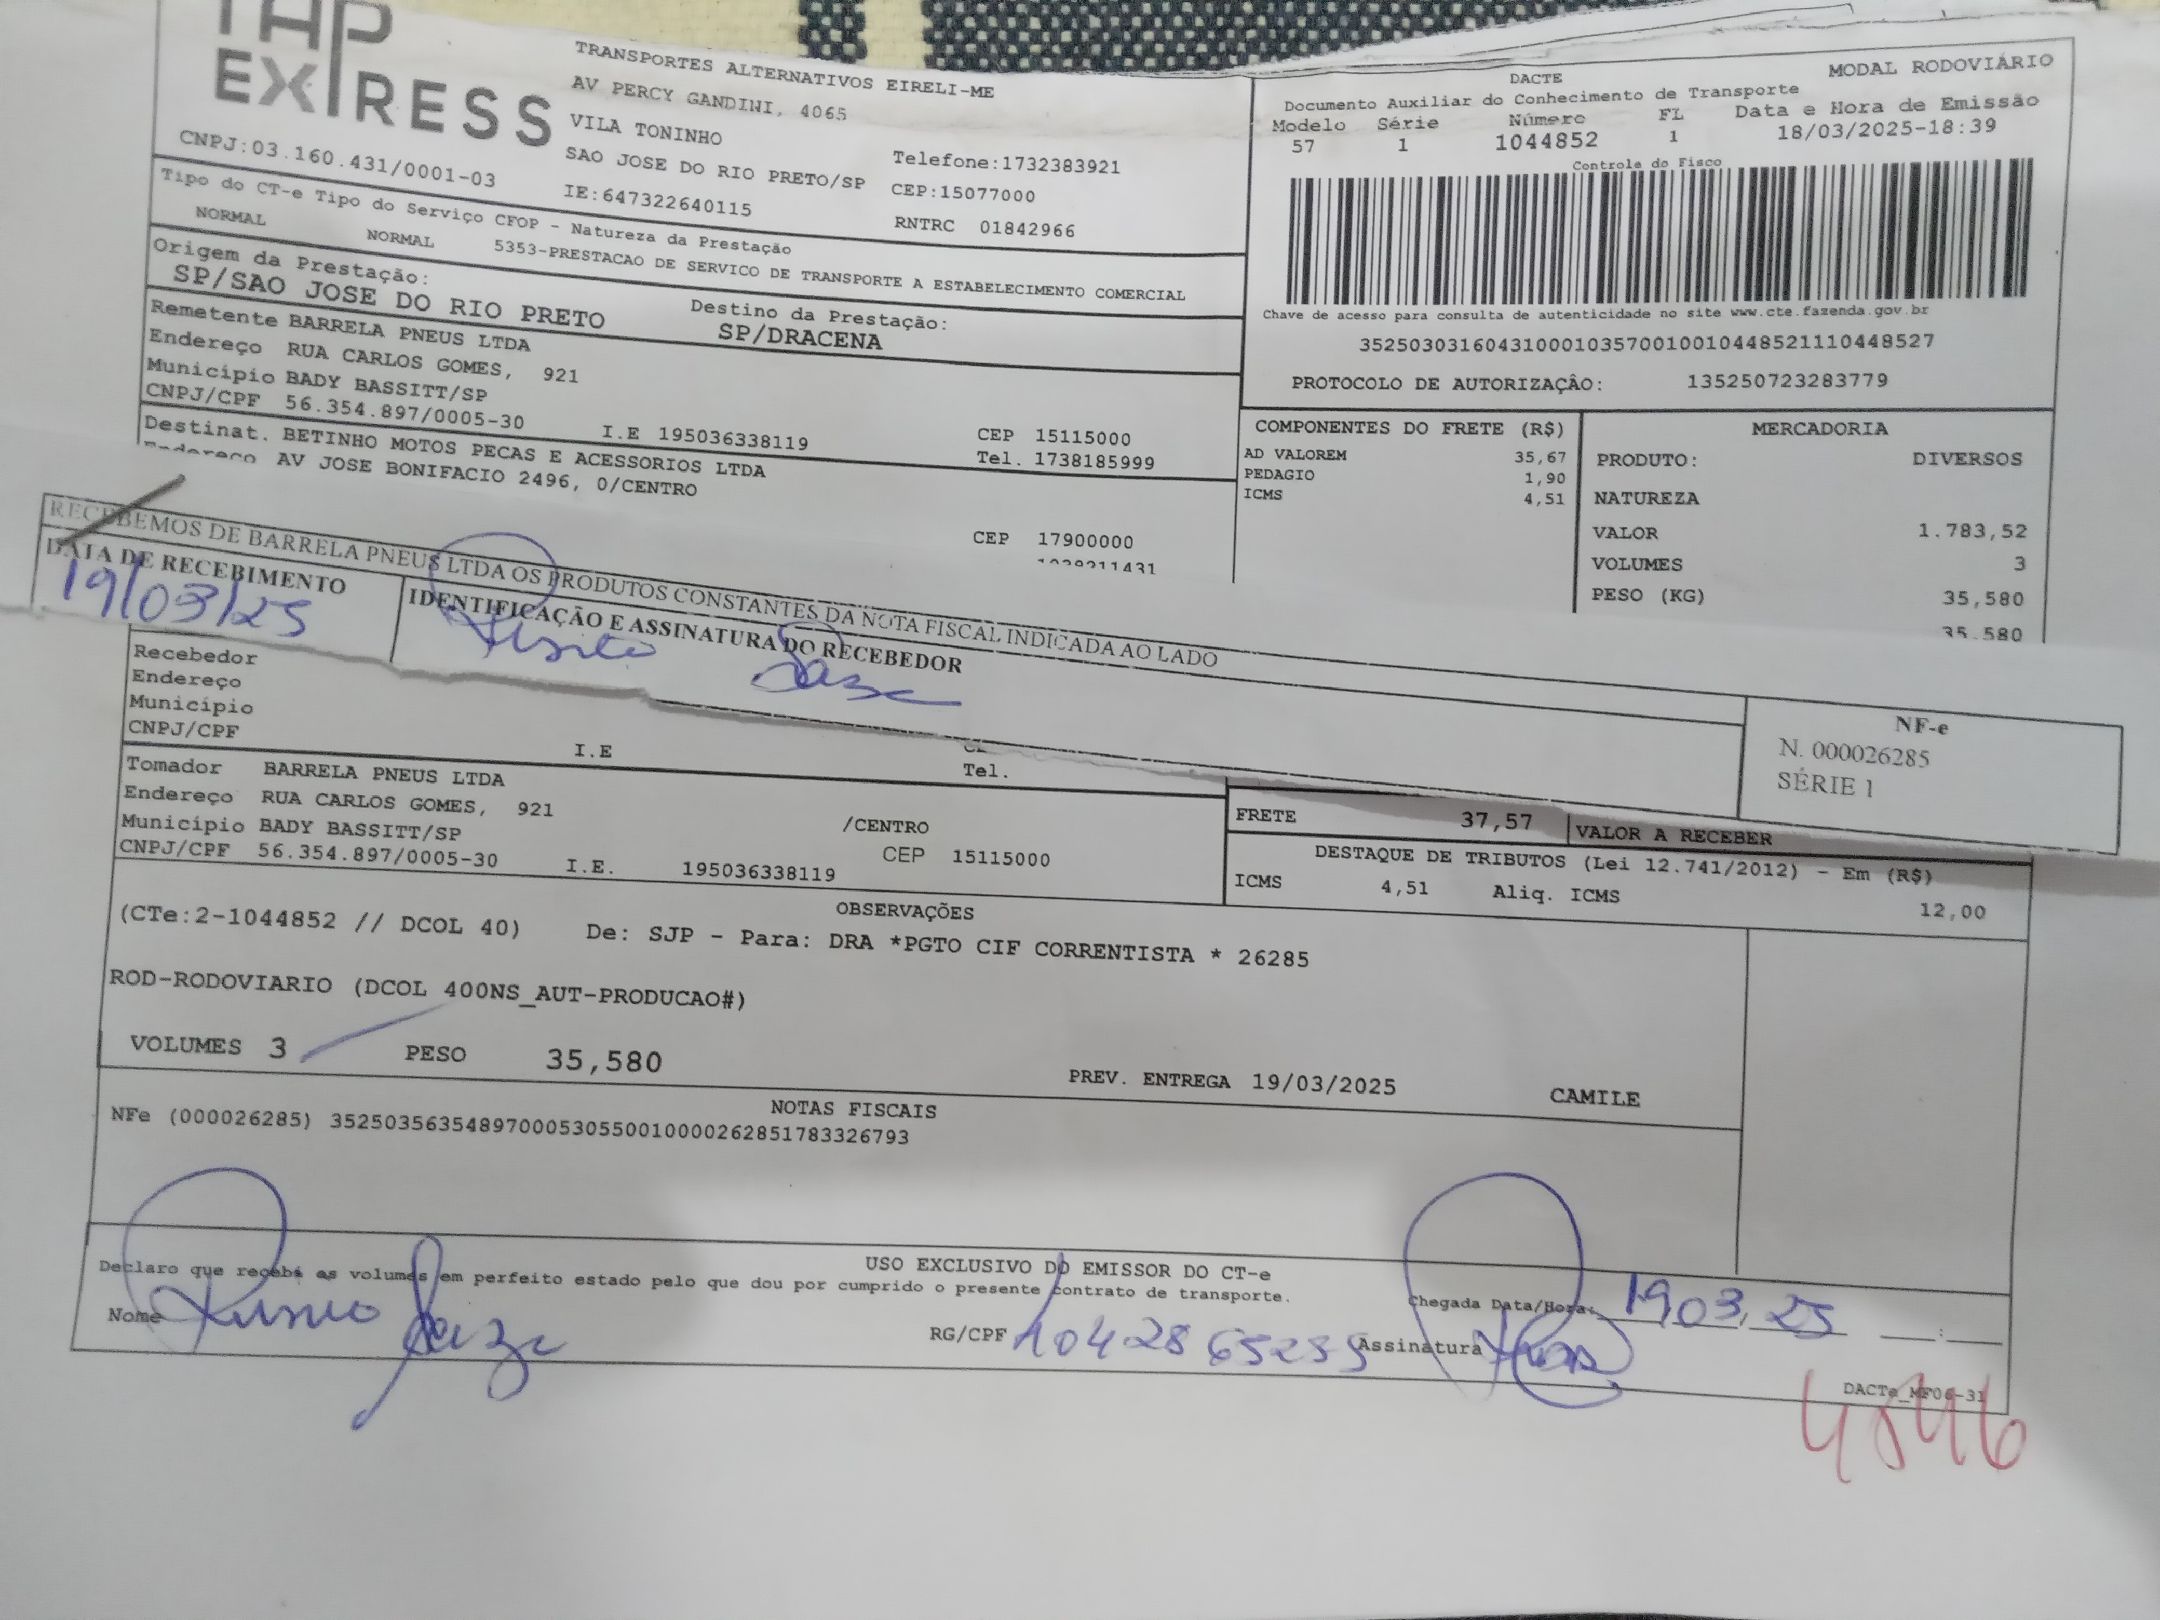 TAP
EXPRESS
CNPJ:03.160.431/0001-03
TRANSPORTES ALTERNATIVOS EIRELI-ME
AV PERCY GANDINI, 4065
VILA TONINHO
SAO JOSE DO RIO PRETO/SP
IE:647322640115
Telefone:1732383921
CEP:15077000
RNTRC 01842966
DACTE
MODAL RODOVIÁRIO
Documento Auxiliar do Conhecimento de Transporte
Modelo Série Número FL Data e Hora de Emissão
57 1 1044852 1 18/03/2025-18:39
Controle do Fisco
Chave de acesso para consulta de autenticidade no site www.cte.fazenda.gov.br
35250303160431000103570010010448521110448527
PROTOCOLO DE AUTORIZAÇÃO: 135250723283779
Tipo do CT-e Tipo do Serviço CFOP - Natureza da Prestação
NORMAL NORMAL 5353-PRESTACAO DE SERVICO DE TRANSPORTE A ESTABELECIMENTO COMERCIAL
Origem da Prestação: Destino da Prestação:
SP/SAO JOSE DO RIO PRETO SP/DRACENA
Remetente BARRELA PNEUS LTDA
Endereço RUA CARLOS GOMES, 921
Município BADY BASSITT/SP CEP 15115000
CNPJ/CPF 56.354.897/0005-30 I.E 195036338119 Tel. 1738185999
Destinat. BETINHO MOTOS PECAS E ACESSORIOS LTDA
Endereço AV JOSE BONIFACIO 2496, 0/CENTRO
CEP 17900000
COMPONENTES DO FRETE (R$)
AD VALOREM 35,67
PEDAGIO 1,90
ICMS 4,51
MERCADORIA
PRODUTO: DIVERSOS
NATUREZA
VALOR 1.783,52
VOLUMES 3
PESO (KG) 35,580
35.580
RECEBEMOS DE BARRELA PNEUS LTDA OS PRODUTOS CONSTANTES DA NOTA FISCAL INDICADA AO LADO
DATA DE RECEBIMENTO
19/03/25
IDENTIFICAÇÃO E ASSINATURA DO RECEBEDOR
NF-e
N. 000026285
SÉRIE 1
Recebedor
Endereço
Município
CNPJ/CPF I.E Tel.
Tomador BARRELA PNEUS LTDA
Endereço RUA CARLOS GOMES, 921 /CENTRO
Município BADY BASSITT/SP CEP 15115000
CNPJ/CPF 56.354.897/0005-30 I.E. 195036338119
FRETE 37,57 VALOR A RECEBER
DESTAQUE DE TRIBUTOS (Lei 12.741/2012) - Em (R$)
ICMS 4,51 Aliq. ICMS 12,00
OBSERVAÇÕES
(CTe:2-1044852 // DCOL 40) De: SJP - Para: DRA *PGTO CIF CORRENTISTA * 26285
ROD-RODOVIARIO (DCOL 400NS_AUT-PRODUCAO#)
VOLUMES 3 PESO 35,580 PREV. ENTREGA 19/03/2025 CAMILE
NOTAS FISCAIS
NFe (000026285) 35250356354897000530550010000262851783326793
USO EXCLUSIVO DO EMISSOR DO CT-e
Declaro que recebi os volumes em perfeito estado pelo que dou por cumprido o presente contrato de transporte.
Nome RG/CPF Assinatura
Chegada Data/Hora: 19,03,25
DACTe_MF06-31